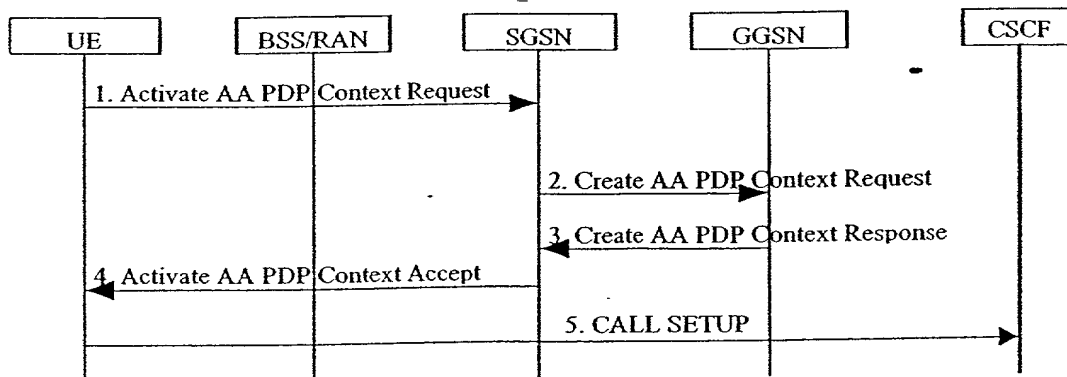 UE
BSS/RAN
SGSN
GGSN
CSCF
1. Activate AA PDP Context Request
2. Create AA PDP Context Request
3. Create AA PDP Context Response
4. Activate AA PDP Context Accept
5. CALL SETUP